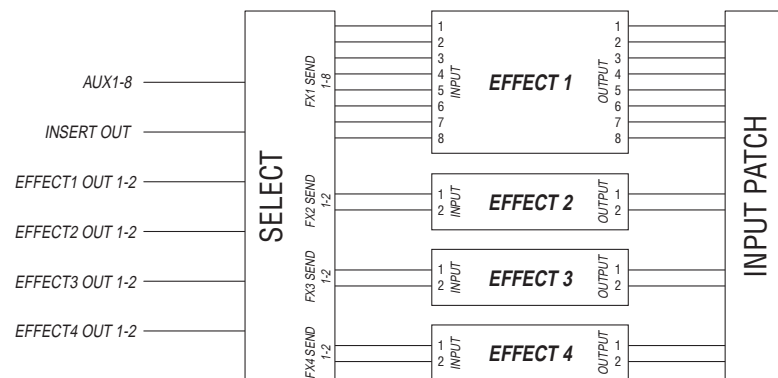 AUX1-8
INSERT OUT
EFFECT1 OUT 1-2
EFFECT2 OUT 1-2
EFFECT3 OUT 1-2
EFFECT4 OUT 1-2
SELECT
FX1 SEND
1-8
FX2 SEND
1-2
FX3 SEND
1-2
FX4 SEND
1-2
1
2
3
4
5
6
7
8
INPUT
EFFECT 1
OUTPUT
1
2
3
4
5
6
7
8
1
2
INPUT
EFFECT 2
OUTPUT
1
2
1
2
INPUT
EFFECT 3
OUTPUT
1
2
1
2
INPUT
EFFECT 4
OUTPUT
1
2
INPUT PATCH